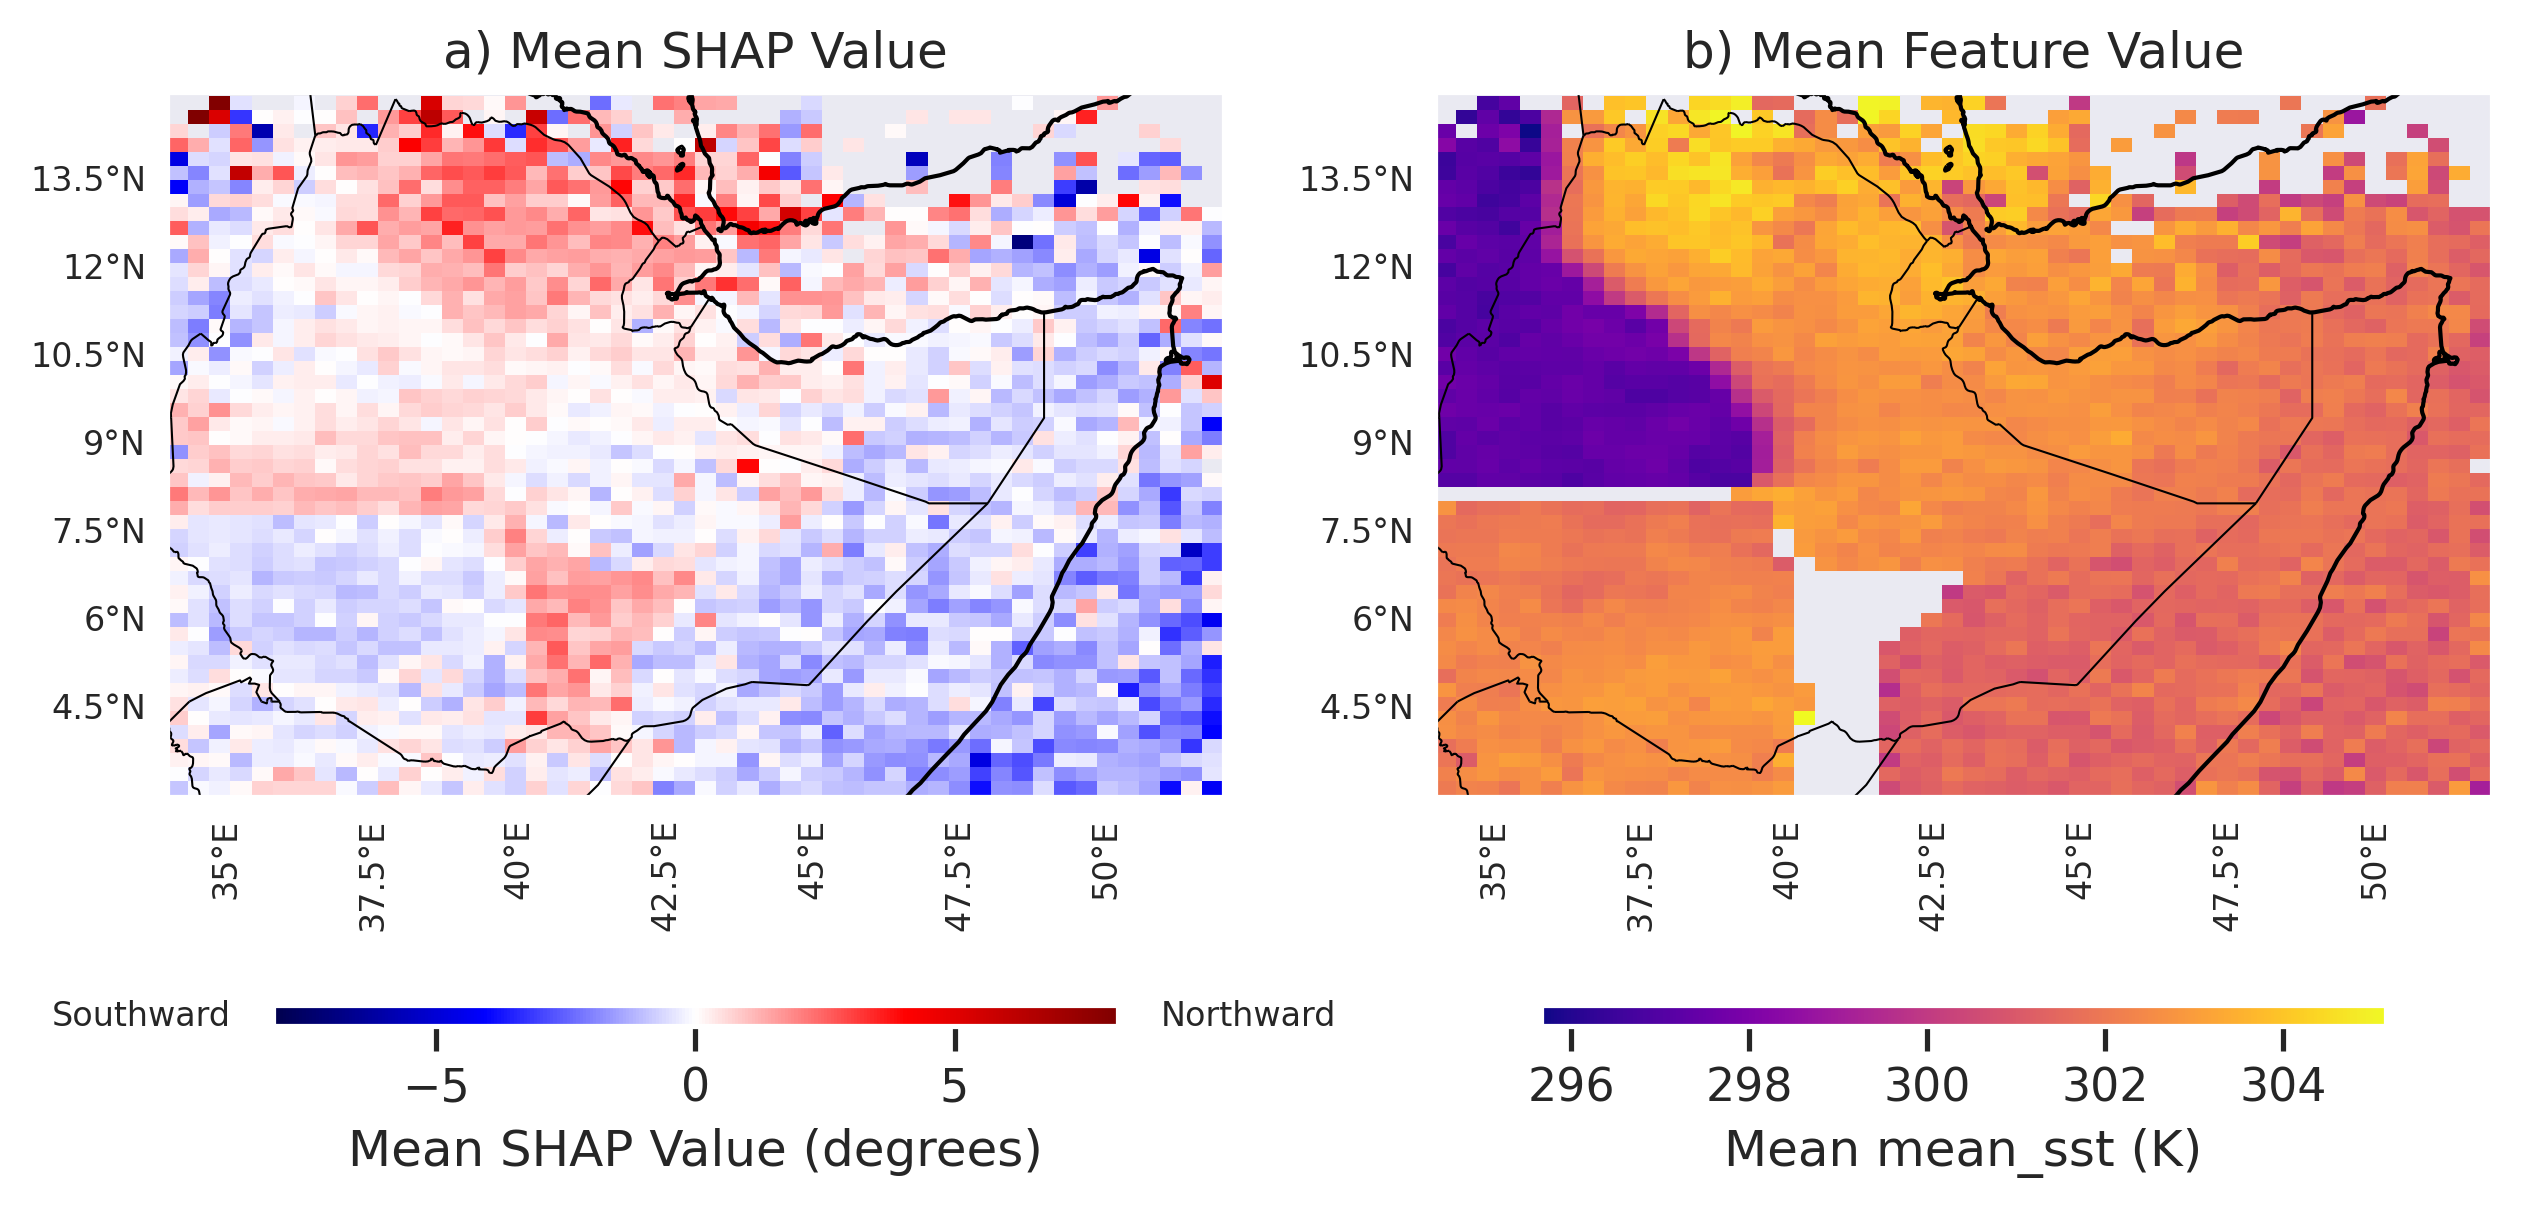 a) Mean SHAP Value
13.5°N
12°N
10.5°N
9°N
7.5°N
6°N
4.5°N
35°E
37.5°E
40°E
42.5°E
45°E
47.5°E
50°E
Southward
Northward
−5
0
5
Mean SHAP Value (degrees)
b) Mean Feature Value
13.5°N
12°N
10.5°N
9°N
7.5°N
6°N
4.5°N
35°E
37.5°E
40°E
42.5°E
45°E
47.5°E
50°E
296
298
300
302
304
Mean mean_sst (K)